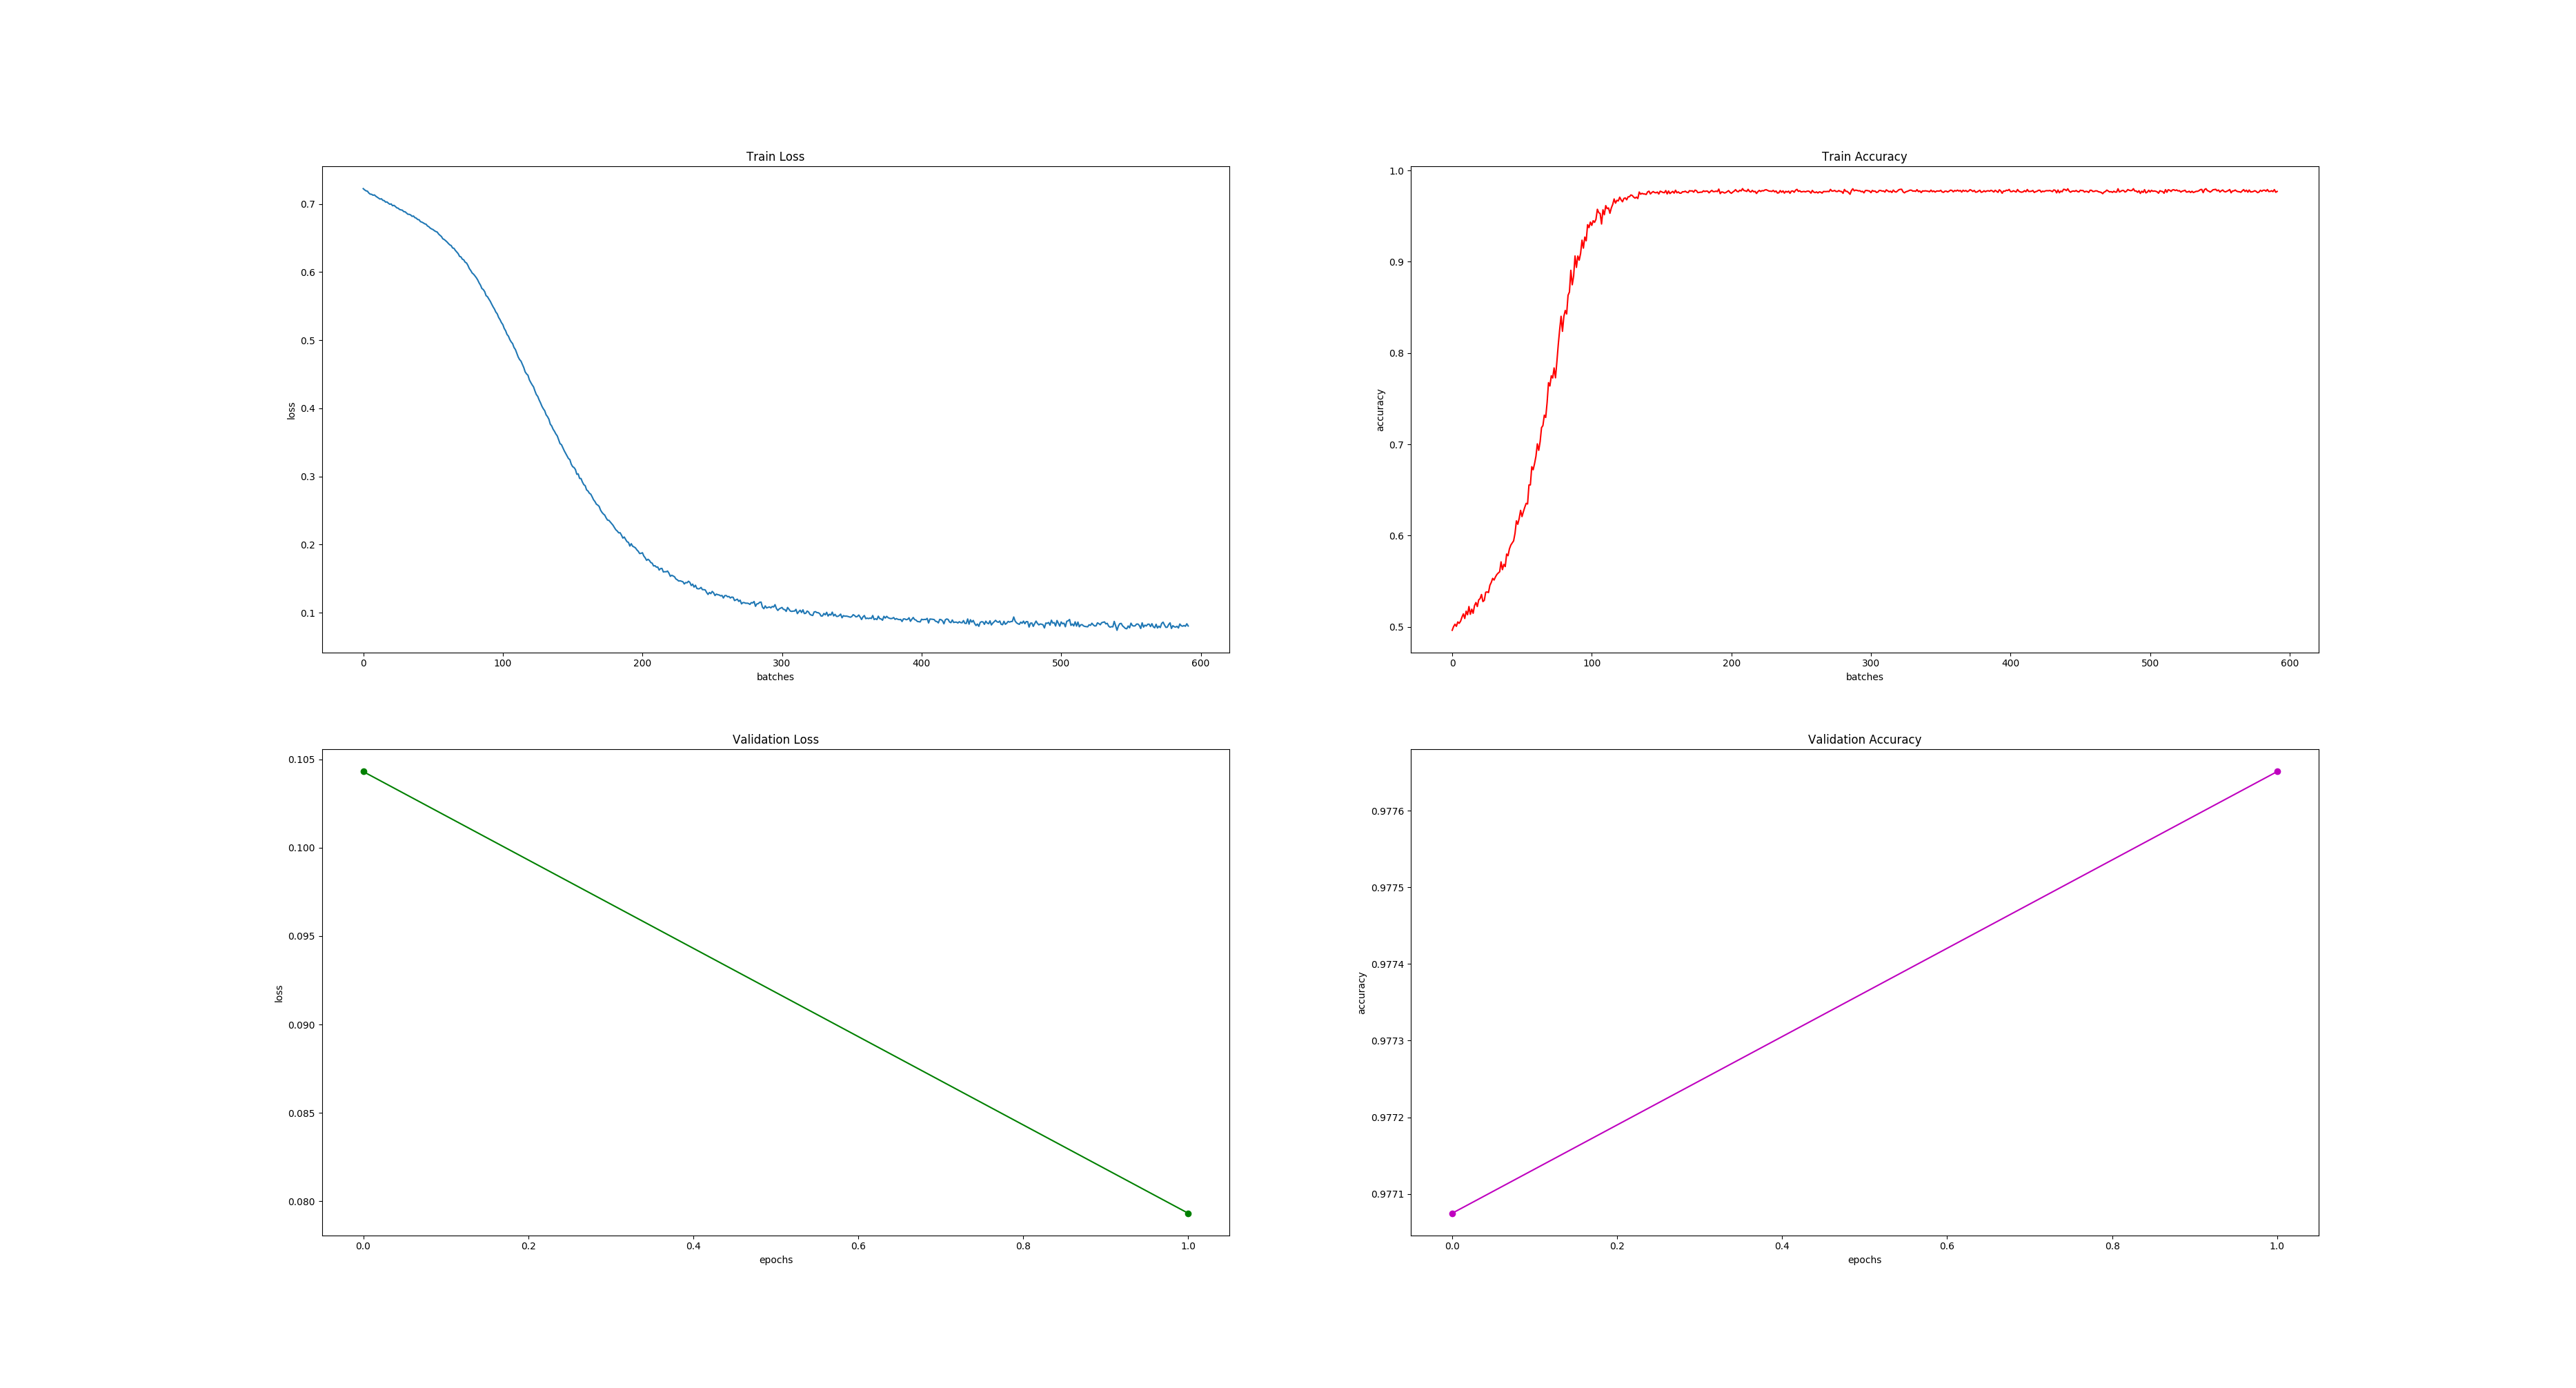 Train Loss
0.7
0.6
0.5
0.4
0.3
0.2
0.1
loss
0 100 200 300 400 500 600
batches
Train Accuracy
1.0
0.9
0.8
0.7
0.6
0.5
accuracy
0 100 200 300 400 500 600
batches
Validation Loss
0.105
0.100
0.095
0.090
0.085
0.080
loss
0.0 0.2 0.4 0.6 0.8 1.0
epochs
Validation Accuracy
0.9776
0.9775
0.9774
0.9773
0.9772
0.9771
accuracy
0.0 0.2 0.4 0.6 0.8 1.0
epochs